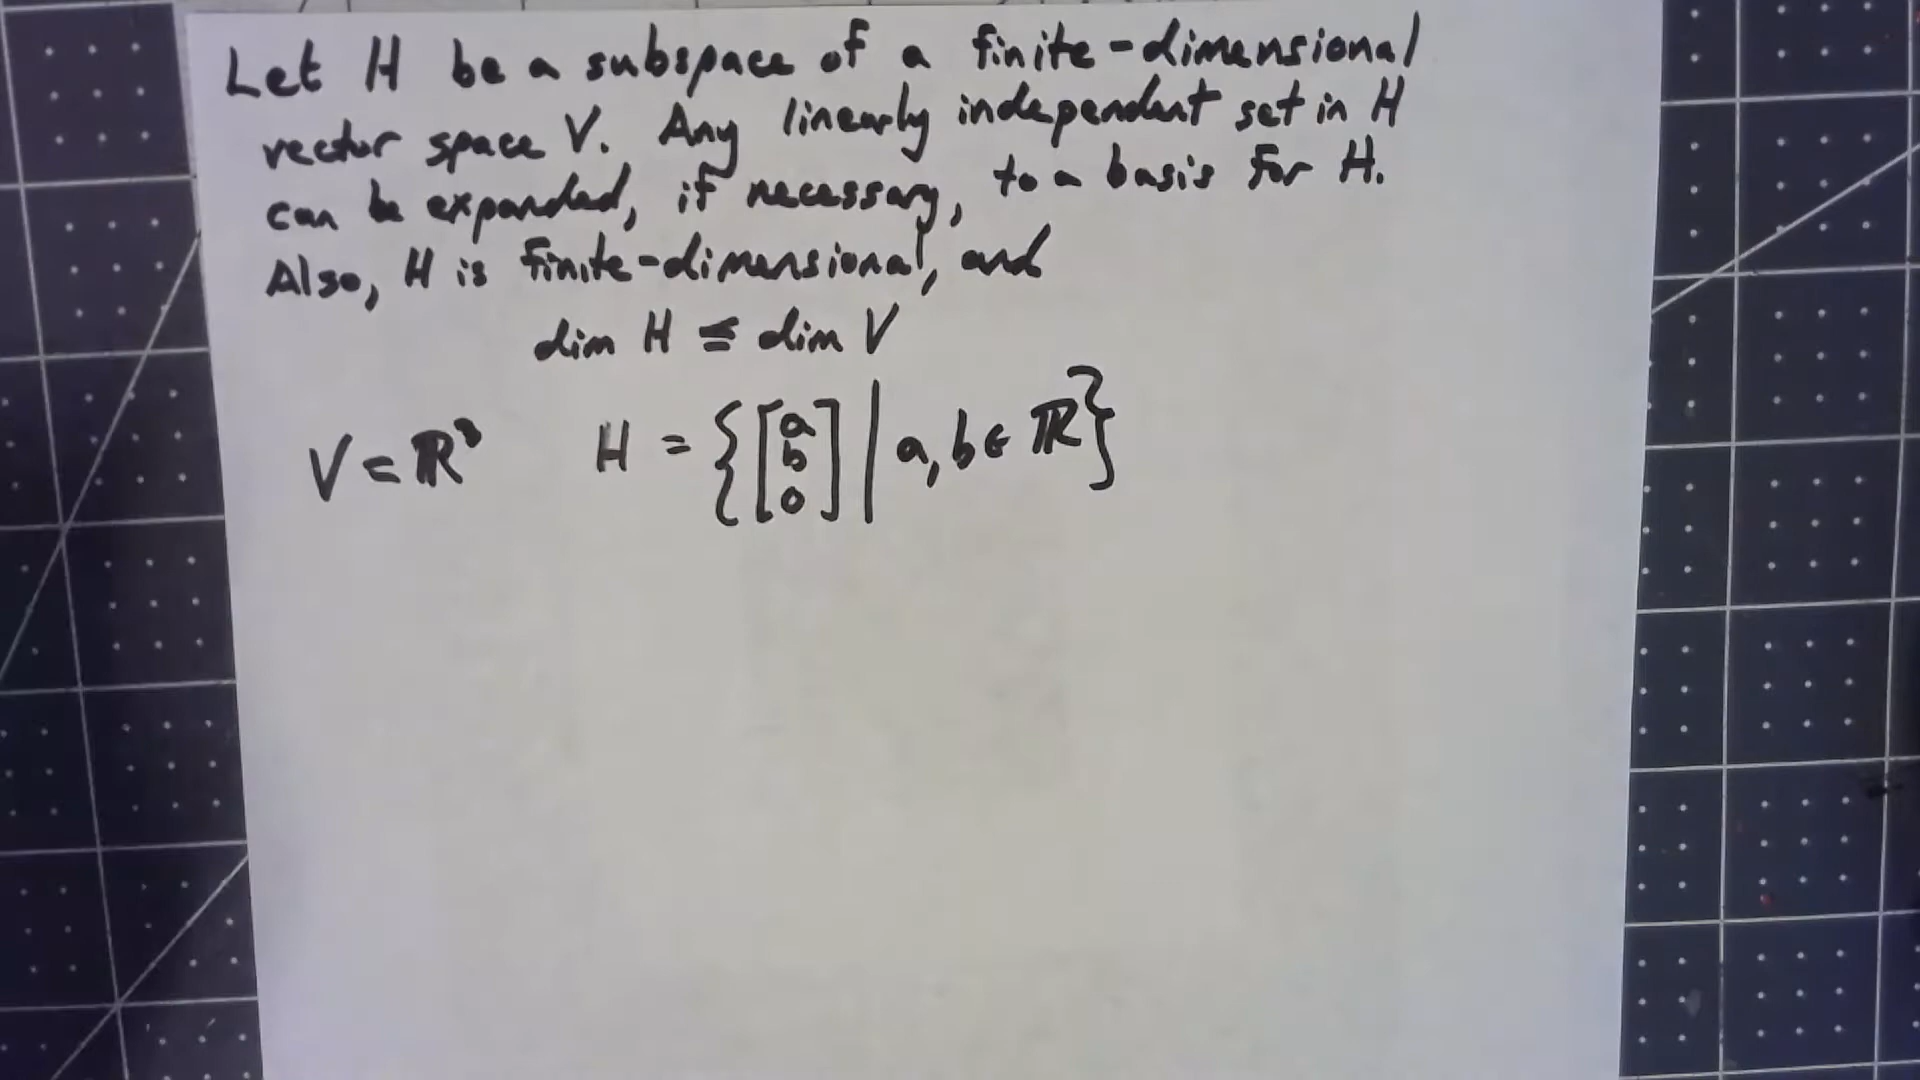 Let H be a subspace of a finite-dimensional
vector space V. Any linearly independent set in H
can be expanded, if necessary, to a basis for H.
Also, H is finite-dimensional, and
dim H ≤ dim V
V = ℝ³ H = {[a b 0] | a, b ∈ ℝ}